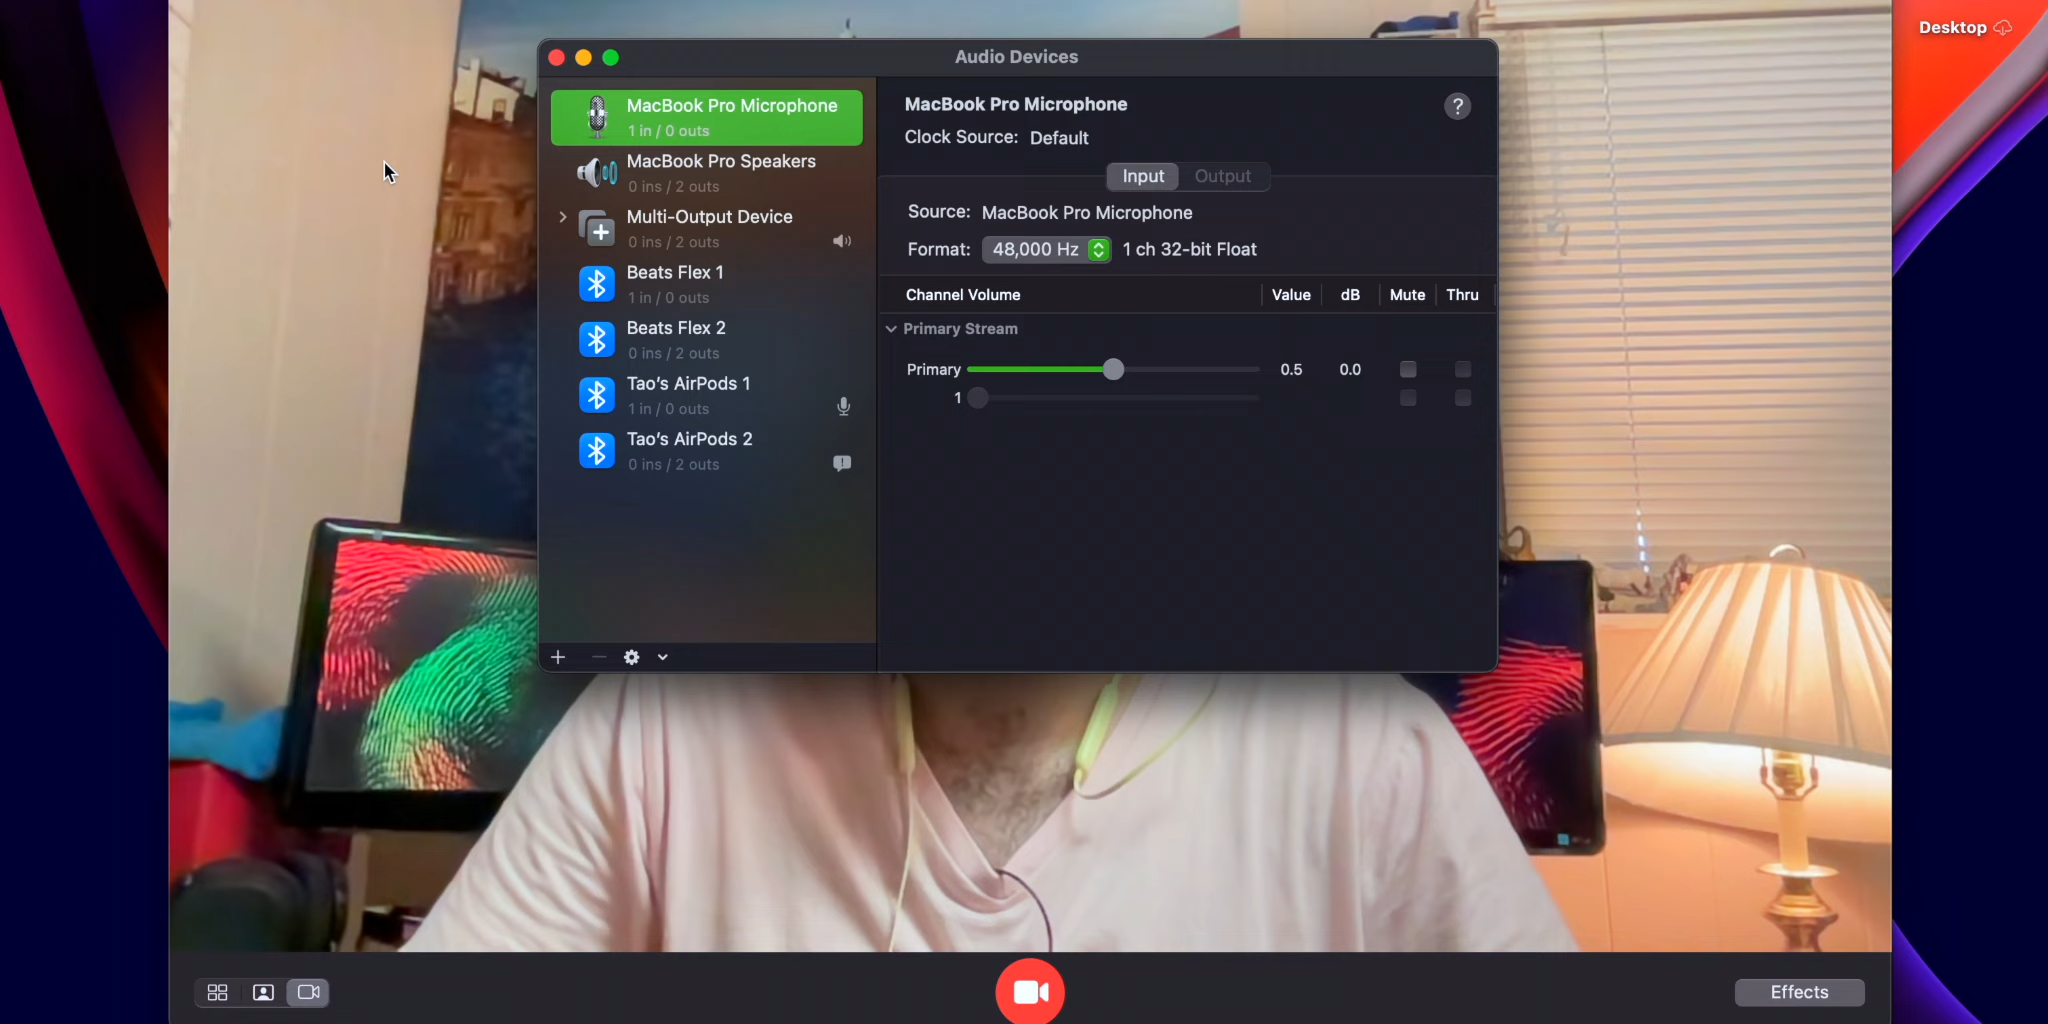 Desktop
Audio Devices
MacBook Pro Microphone
1 in / 0 outs
MacBook Pro Speakers
0 ins / 2 outs
Multi-Output Device
0 ins / 2 outs
Beats Flex 1
1 in / 0 outs
Beats Flex 2
0 ins / 2 outs
Tao's AirPods 1
1 in / 0 outs
Tao's AirPods 2
0 ins / 2 outs
MacBook Pro Microphone
?
Clock Source: Default
Input Output
Source: MacBook Pro Microphone
Format: 48,000 Hz 1 ch 32-bit Float
Channel Volume Value dB Mute Thru
Primary Stream
Primary 0.5 0.0
1
Effects